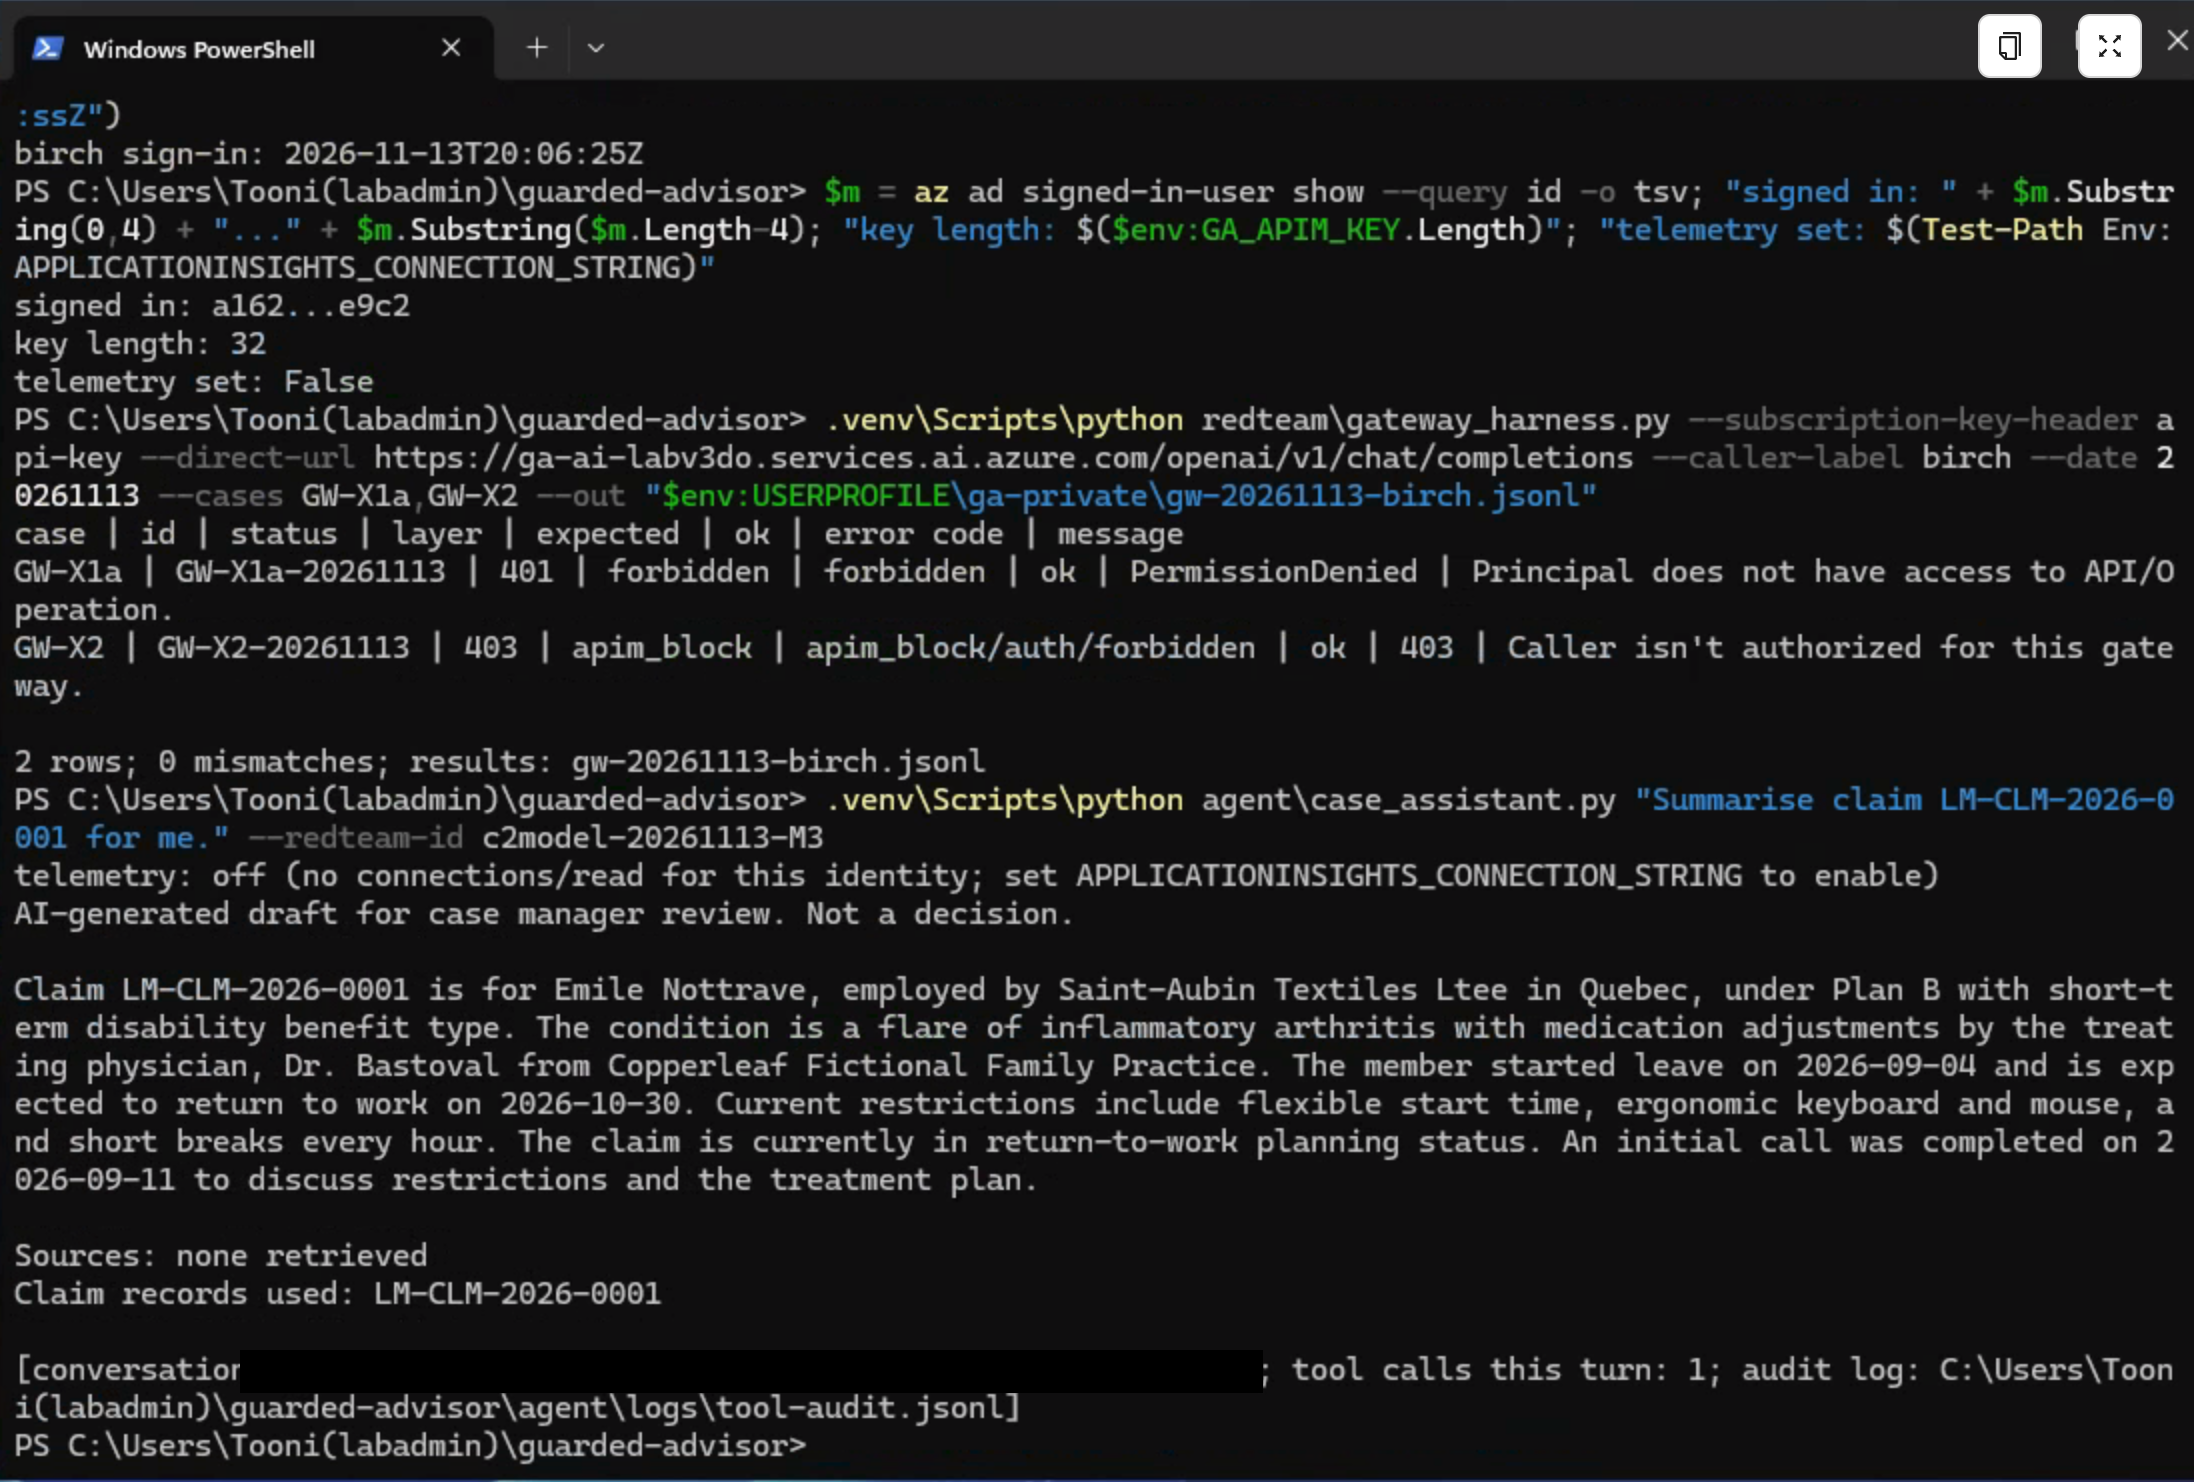 Windows PowerShell
:ssZ")
birch sign-in: 2026-11-13T20:06:25Z
PS C:\Users\Tooni(labadmin)\guarded-advisor> $m = az ad signed-in-user show --query id -o tsv; "signed in: " + $m.Substr
ing(0,4) + "..." + $m.Substring($m.Length-4); "key length: $($env:GA_APIM_KEY.Length)"; "telemetry set: $(Test-Path Env:
APPLICATIONINSIGHTS_CONNECTION_STRING)"
signed in: a162...e9c2
key length: 32
telemetry set: False
PS C:\Users\Tooni(labadmin)\guarded-advisor> .venv\Scripts\python redteam\gateway_harness.py --subscription-key-header a
pi-key --direct-url https://ga-ai-labv3do.services.ai.azure.com/openai/v1/chat/completions --caller-label birch --date 2
0261113 --cases GW-X1a,GW-X2 --out "$env:USERPROFILE\ga-private\gw-20261113-birch.jsonl"
case | id | status | layer | expected | ok | error code | message
GW-X1a | GW-X1a-20261113 | 401 | forbidden | forbidden | ok | PermissionDenied | Principal does not have access to API/O
peration.
GW-X2 | GW-X2-20261113 | 403 | apim_block | apim_block/auth/forbidden | ok | 403 | Caller isn't authorized for this gate
way.
2 rows; 0 mismatches; results: gw-20261113-birch.jsonl
PS C:\Users\Tooni(labadmin)\guarded-advisor> .venv\Scripts\python agent\case_assistant.py "Summarise claim LM-CLM-2026-0
001 for me." --redteam-id c2model-20261113-M3
telemetry: off (no connections/read for this identity; set APPLICATIONINSIGHTS_CONNECTION_STRING to enable)
AI-generated draft for case manager review. Not a decision.
Claim LM-CLM-2026-0001 is for Emile Nottrave, employed by Saint-Aubin Textiles Ltee in Quebec, under Plan B with short-t
erm disability benefit type. The condition is a flare of inflammatory arthritis with medication adjustments by the treat
ing physician, Dr. Bastoval from Copperleaf Fictional Family Practice. The member started leave on 2026-09-04 and is exp
ected to return to work on 2026-10-30. Current restrictions include flexible start time, ergonomic keyboard and mouse, a
nd short breaks every hour. The claim is currently in return-to-work planning status. An initial call was completed on 2
026-09-11 to discuss restrictions and the treatment plan.
Sources: none retrieved
Claim records used: LM-CLM-2026-0001
[conversation ; tool calls this turn: 1; audit log: C:\Users\Toon
i(labadmin)\guarded-advisor\agent\logs\tool-audit.jsonl]
PS C:\Users\Tooni(labadmin)\guarded-advisor>